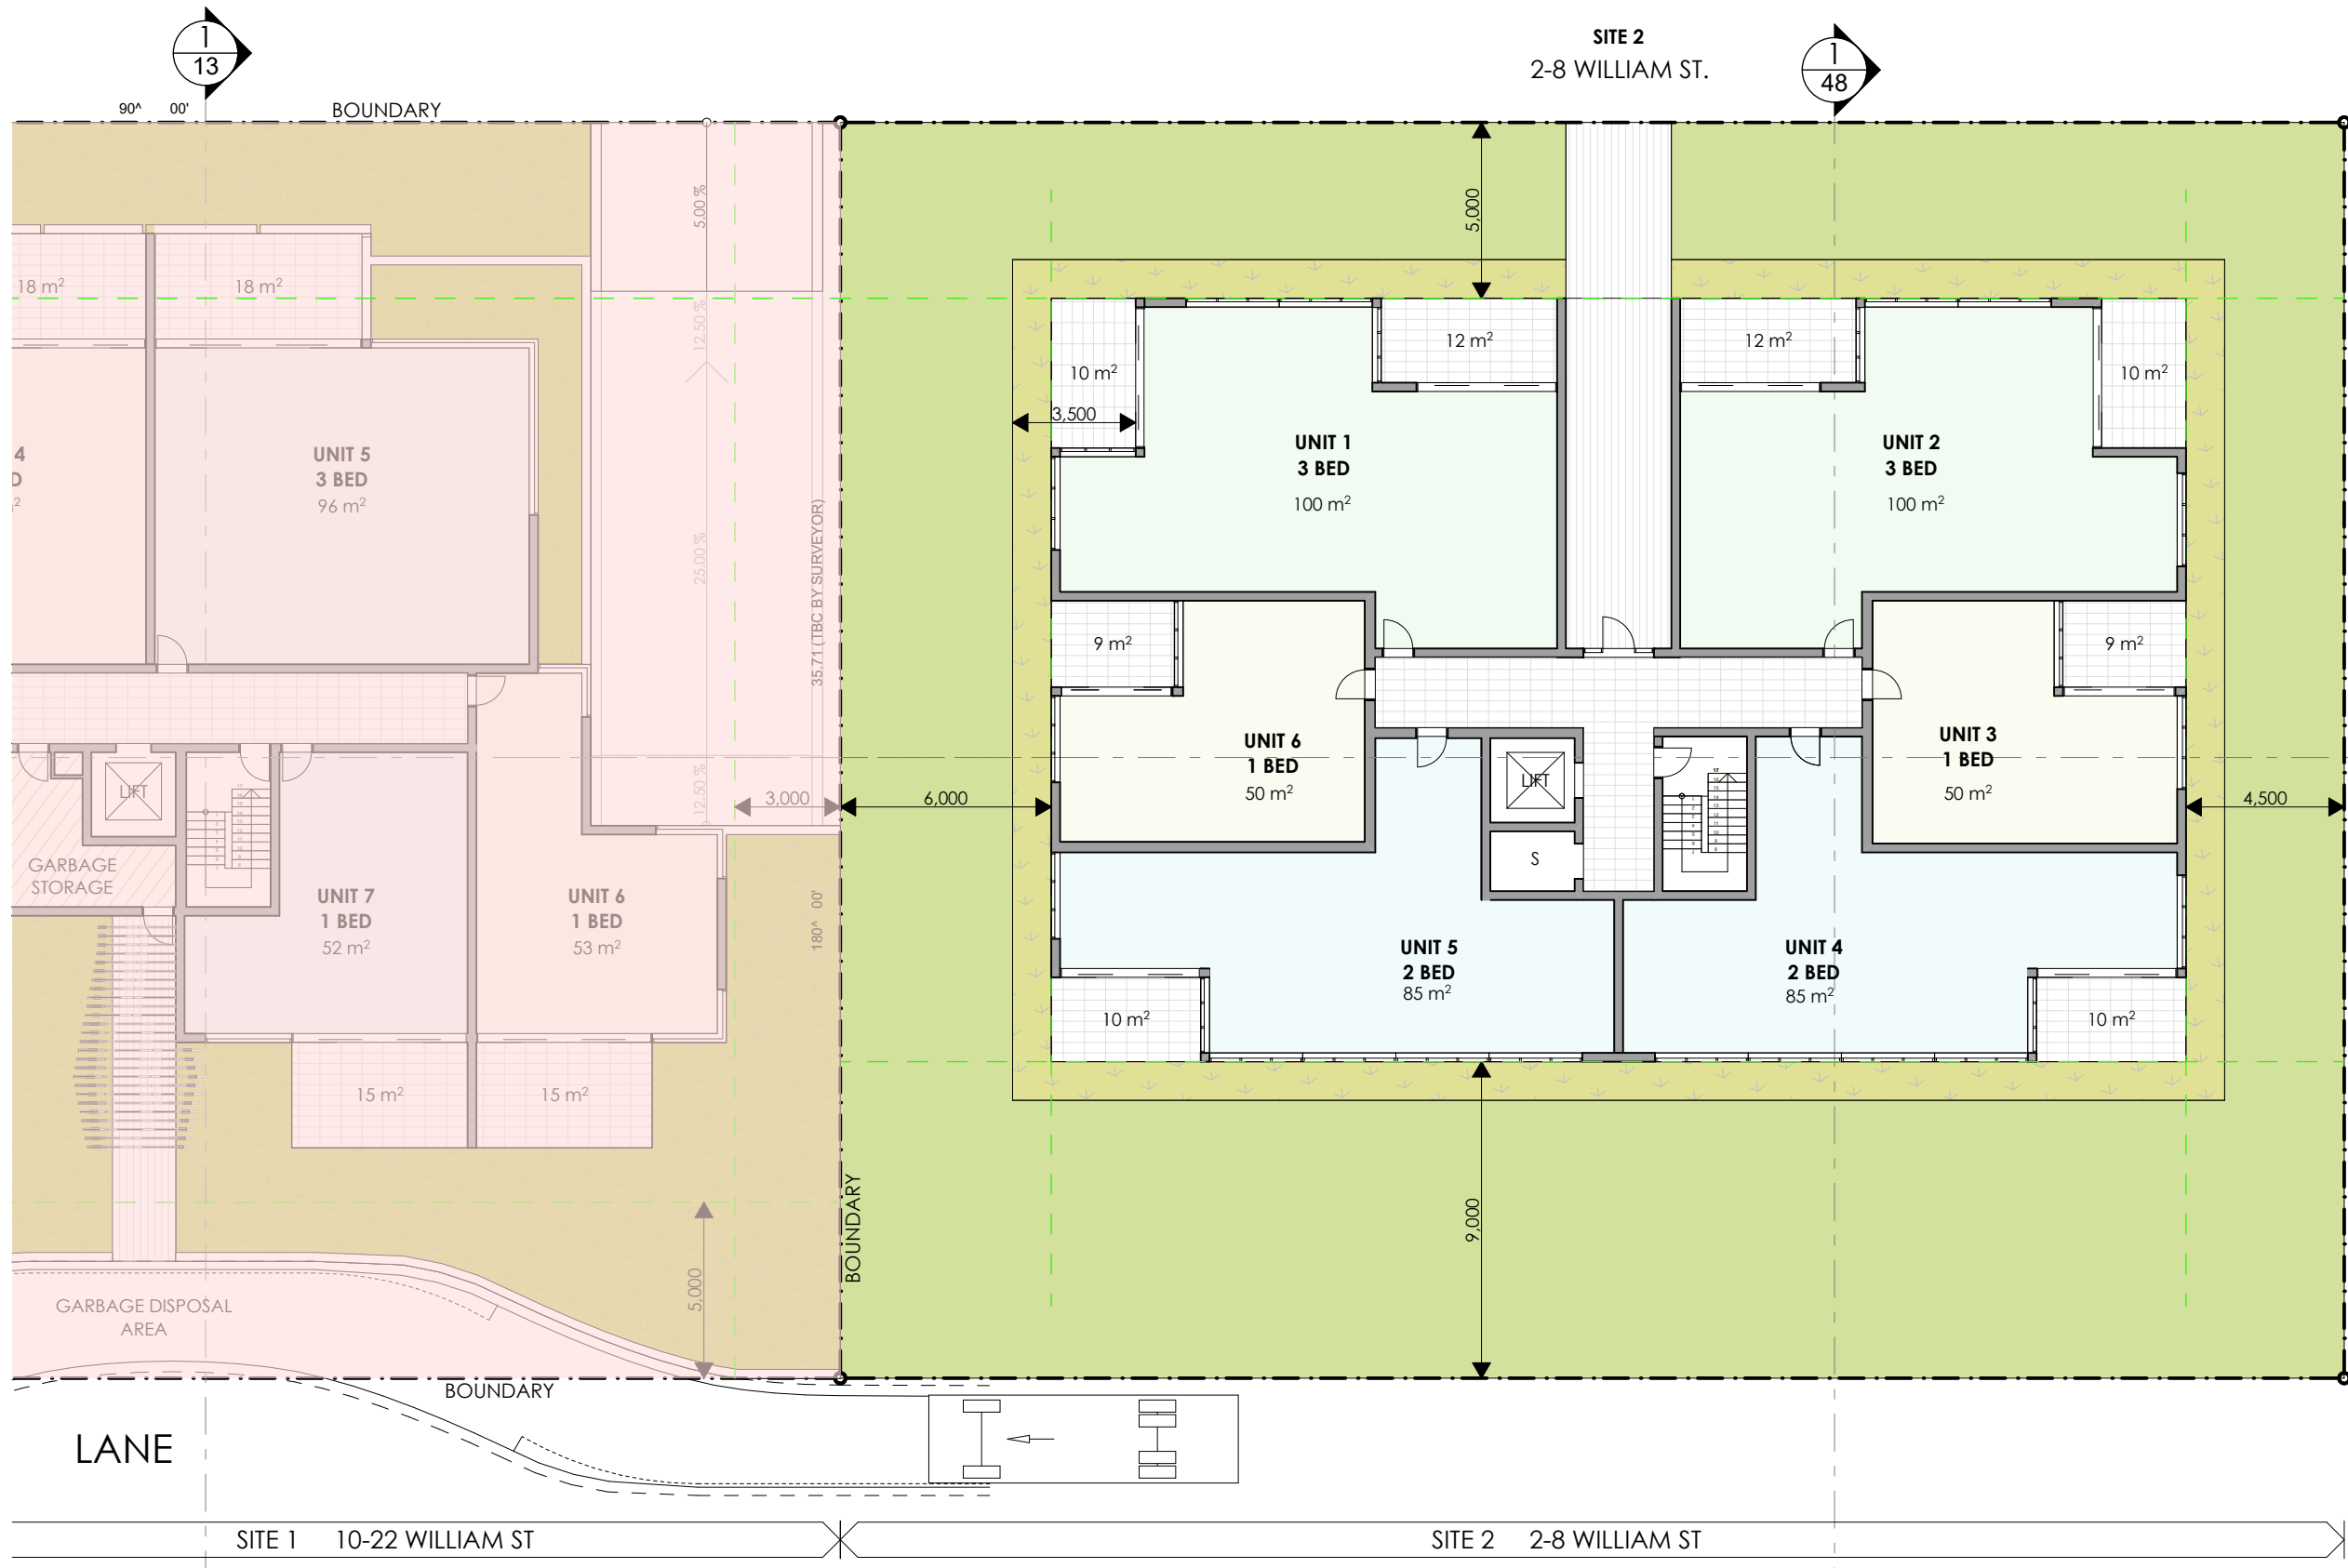 1
13
SITE 2
2-8 WILLIAM ST.
1
48
90^ 00'
BOUNDARY
5.00 %
5,000
18 m²
18 m²
12.50 %
12 m²
12 m²
10 m²
10 m²
3,500
4
D
UNIT 5
3 BED
96 m²
UNIT 1
3 BED
100 m²
UNIT 2
3 BED
100 m²
25.00 %
35.71 (TBC BY SURVEYOR)
9 m²
9 m²
UNIT 6
1 BED
50 m²
UNIT 3
1 BED
50 m²
LIFT
LIFT
12.50 %
3,000
6,000
4,500
S
GARBAGE
STORAGE
UNIT 7
1 BED
52 m²
UNIT 6
1 BED
53 m²
180^ 00'
UNIT 5
2 BED
85 m²
UNIT 4
2 BED
85 m²
10 m²
10 m²
15 m²
15 m²
BOUNDARY
9,000
5,000
GARBAGE DISPOSAL
AREA
BOUNDARY
LANE
SITE 1 10-22 WILLIAM ST
SITE 2 2-8 WILLIAM ST